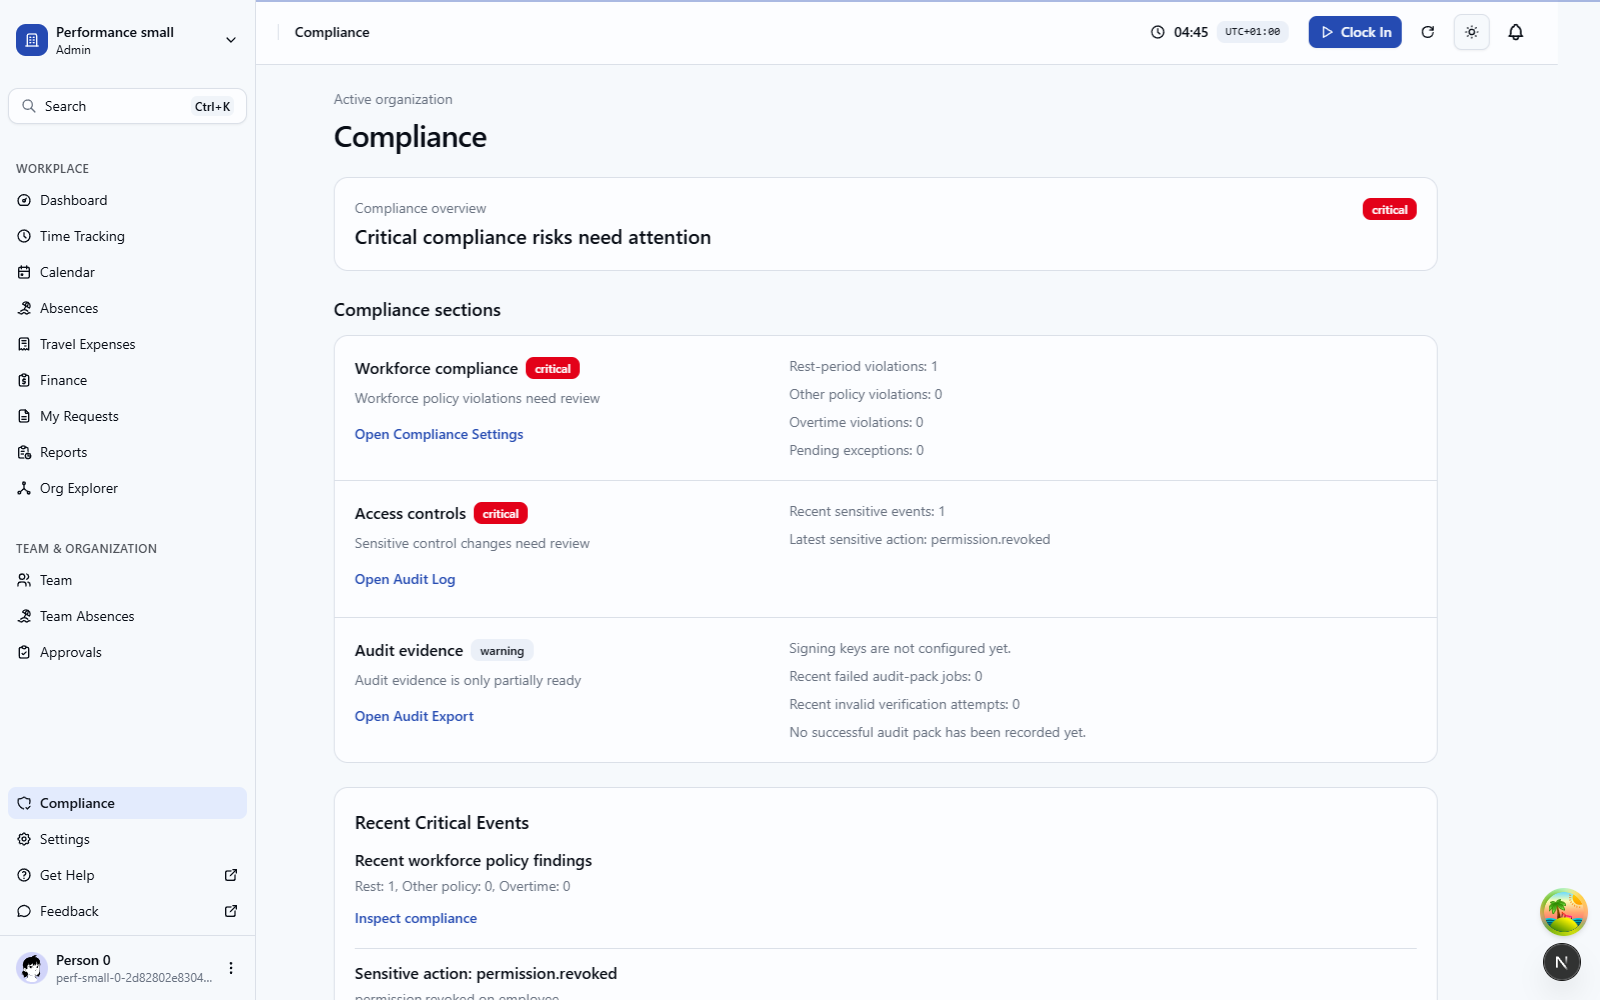 Performance small
Admin
Search
Ctrl+K
WORKPLACE
Dashboard
Time Tracking
Calendar
Absences
Travel Expenses
Finance
My Requests
Reports
Org Explorer
TEAM & ORGANIZATION
Team
Team Absences
Approvals
Compliance
Settings
Get Help
Feedback
Person 0
perf-small-0-2d82802e8304...
Compliance
04:45
UTC+01:00
Clock In
Active organization
Compliance
Compliance overview
critical
Critical compliance risks need attention
Compliance sections
Workforce compliance
critical
Workforce policy violations need review
Open Compliance Settings
Rest-period violations: 1
Other policy violations: 0
Overtime violations: 0
Pending exceptions: 0
Access controls
critical
Sensitive control changes need review
Open Audit Log
Recent sensitive events: 1
Latest sensitive action: permission.revoked
Audit evidence
warning
Audit evidence is only partially ready
Open Audit Export
Signing keys are not configured yet.
Recent failed audit-pack jobs: 0
Recent invalid verification attempts: 0
No successful audit pack has been recorded yet.
Recent Critical Events
Recent workforce policy findings
Rest: 1, Other policy: 0, Overtime: 0
Inspect compliance
Sensitive action: permission.revoked
permission.revoked on employee
N